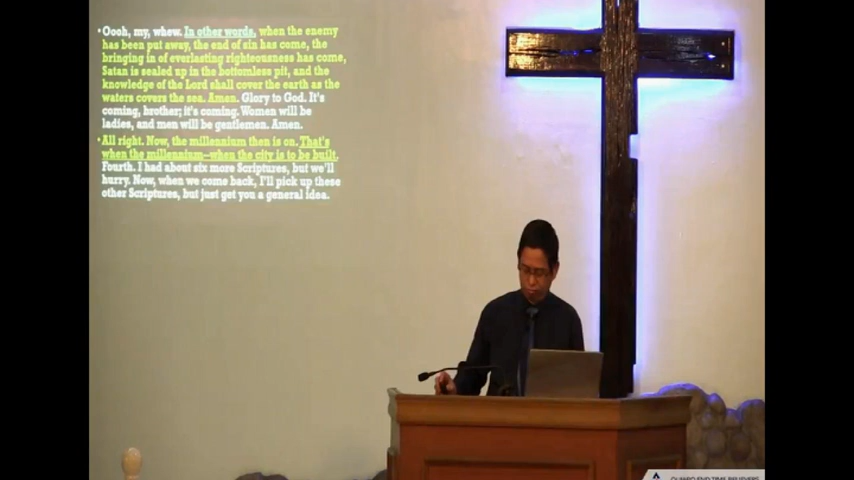 • Oooh, my, whew. In other words, when the enemy
has been put away, the end of sin has come, the
bringing in of everlasting righteousness has come,
Satan is sealed up in the bottomless pit, and the
knowledge of the Lord shall cover the earth as the
waters covers the sea. Amen. Glory to God. It's
coming, brother; it's coming. Women will be
ladies, and men will be gentlemen. Amen.
• All right. Now, the millennium then is on. That's
when the millennium—when the city is to be built.
Fourth. I had about six more Scriptures, but we'll
hurry. Now, when we come back, I'll pick up these
other Scriptures, but just get you a general idea.
END TIME BELIEVERS